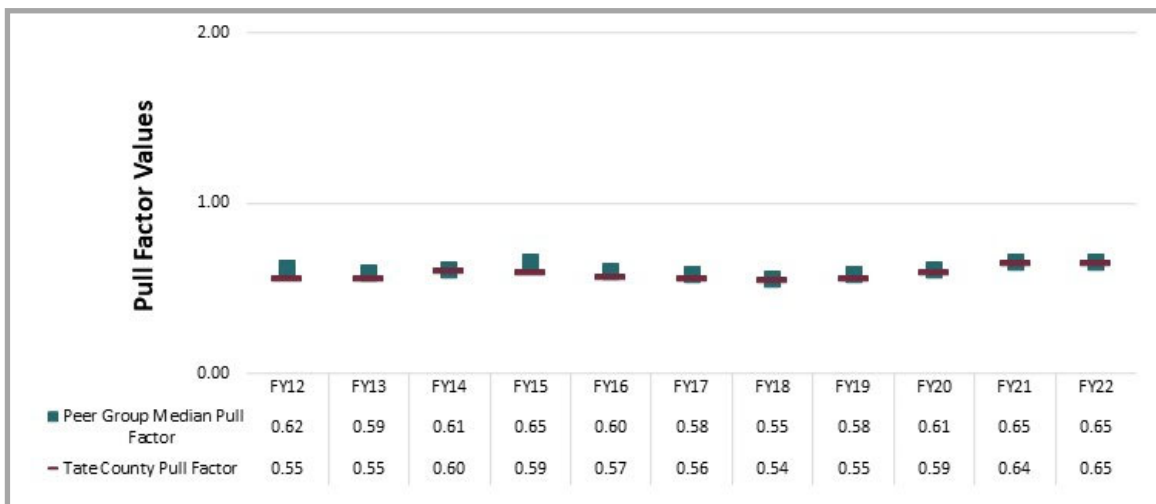 2.00
Pull Factor Values
1.00
0.00
FY12 FY13 FY14 FY15 FY16 FY17 FY18 FY19 FY20 FY21 FY22
Peer Group Median Pull
Factor
0.62 0.59 0.61 0.65 0.60 0.58 0.55 0.58 0.61 0.65 0.65
Tate County Pull Factor 0.55 0.55 0.60 0.59 0.57 0.56 0.54 0.55 0.59 0.64 0.65